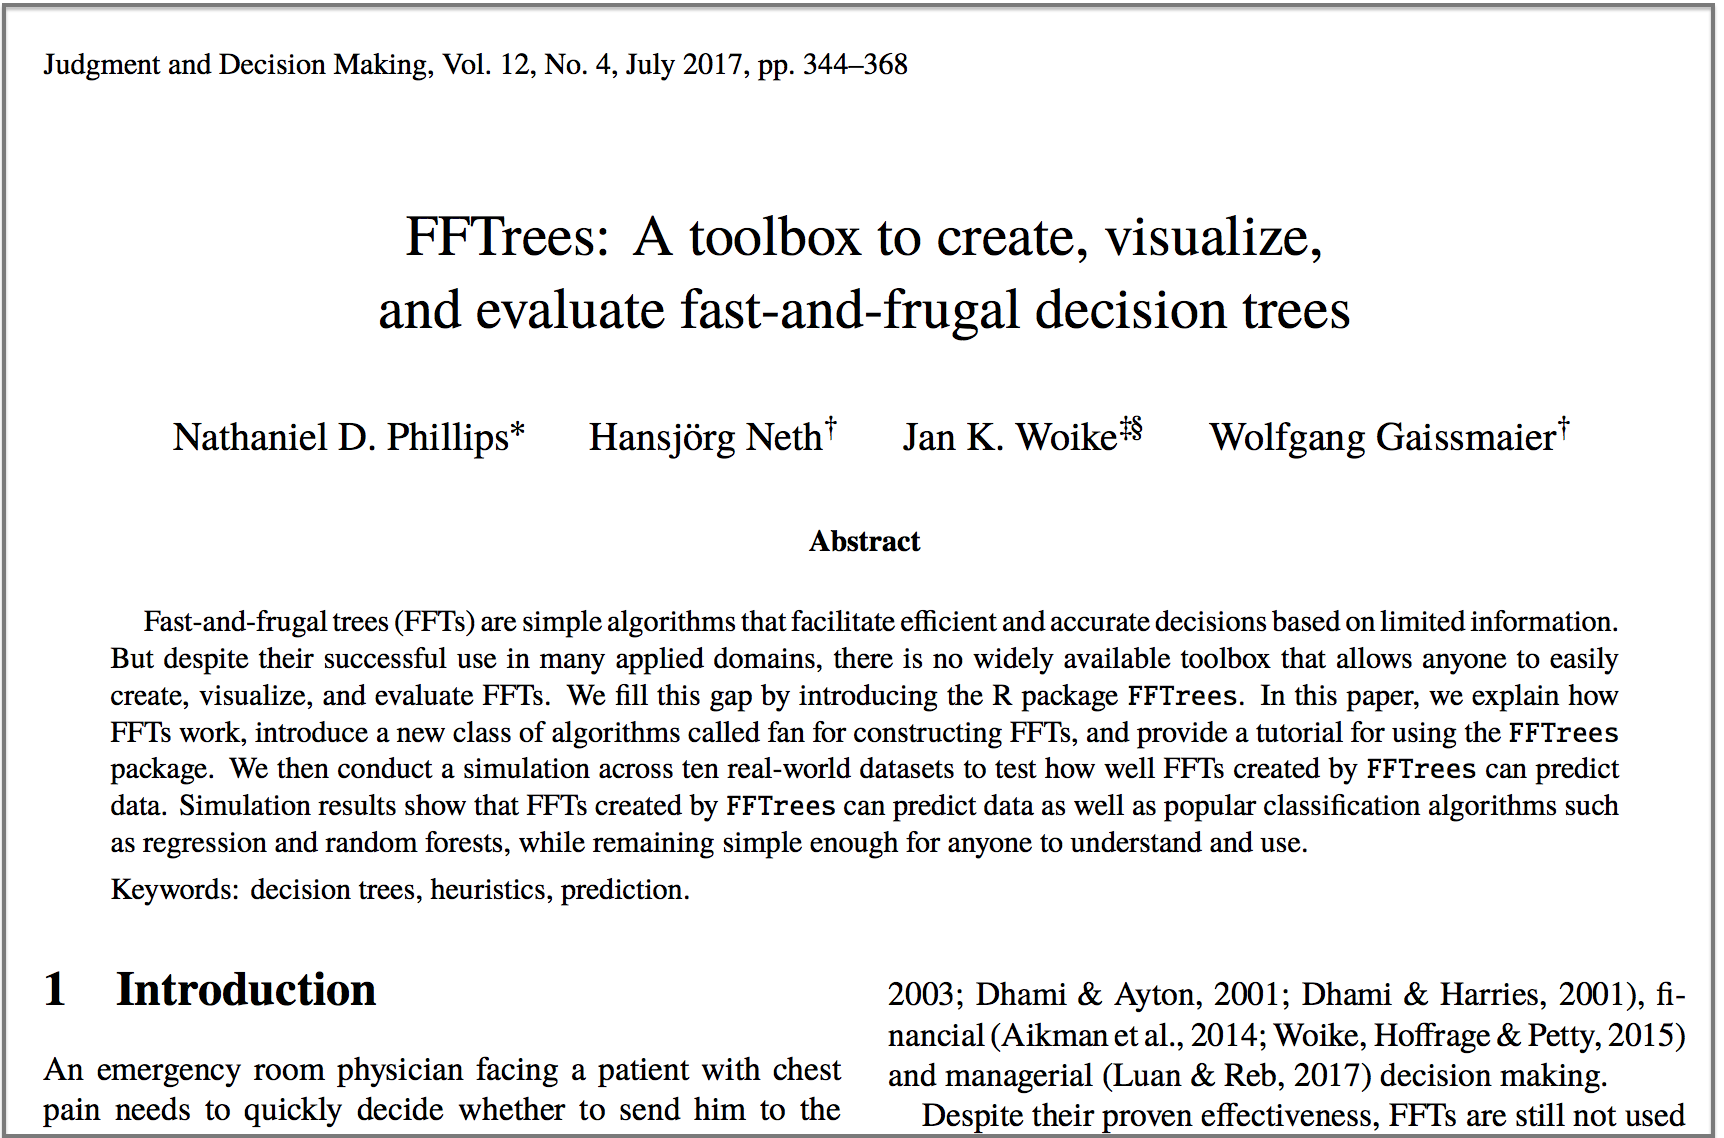 Judgment and Decision Making, Vol. 12, No. 4, July 2017, pp. 344–368
FFTrees: A toolbox to create, visualize,
and evaluate fast-and-frugal decision trees
Nathaniel D. Phillips* Hansjörg Neth† Jan K. Woike‡§ Wolfgang Gaissmaier†
Abstract
Fast-and-frugal trees (FFTs) are simple algorithms that facilitate efficient and accurate decisions based on limited information.
But despite their successful use in many applied domains, there is no widely available toolbox that allows anyone to easily
create, visualize, and evaluate FFTs. We fill this gap by introducing the R package FFTrees. In this paper, we explain how
FFTs work, introduce a new class of algorithms called fan for constructing FFTs, and provide a tutorial for using the FFTrees
package. We then conduct a simulation across ten real-world datasets to test how well FFTs created by FFTrees can predict
data. Simulation results show that FFTs created by FFTrees can predict data as well as popular classification algorithms such
as regression and random forests, while remaining simple enough for anyone to understand and use.
Keywords: decision trees, heuristics, prediction.
1 Introduction
An emergency room physician facing a patient with chest
pain needs to quickly decide whether to send him to the
2003; Dhami & Ayton, 2001; Dhami & Harries, 2001), fi-
nancial (Aikman et al., 2014; Woike, Hoffrage & Petty, 2015)
and managerial (Luan & Reb, 2017) decision making.
Despite their proven effectiveness, FFTs are still not used